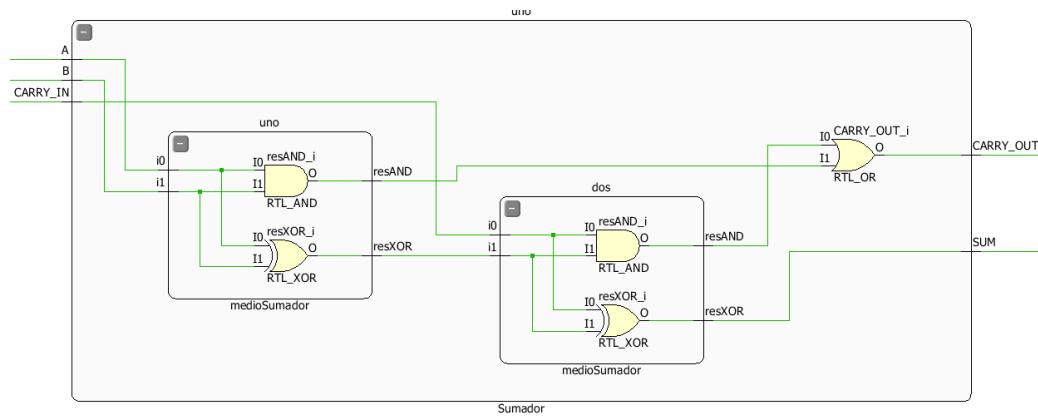 uno
A
B
CARRY_IN
uno
i0
i1
I0 resAND_i
I1 O
RTL_AND
resAND
I0 resXOR_i
I1 O
RTL_XOR
resXOR
medioSumador
dos
i0
i1
I0 resAND_i
I1 O
RTL_AND
resAND
I0 resXOR_i
I1 O
RTL_XOR
resXOR
medioSumador
I0 CARRY_OUT_i
I1 O
RTL_OR
CARRY_OUT
SUM
Sumador